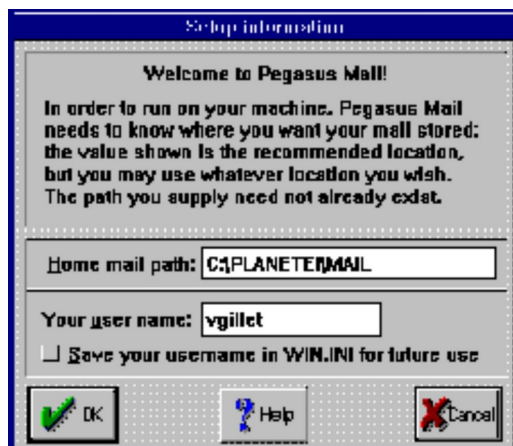 Setup information
Welcome to Pegasus Mail!
In order to run on your machine, Pegasus Mail
needs to know where you want your mail stored:
the value shown is the recommended location,
but you may use whatever location you wish.
The path you supply need not already exist.
Home mail path: C:\PLANETE\MAIL
Your user name: vgillet
Save your username in WIN.INI for future use
OK Help Cancel